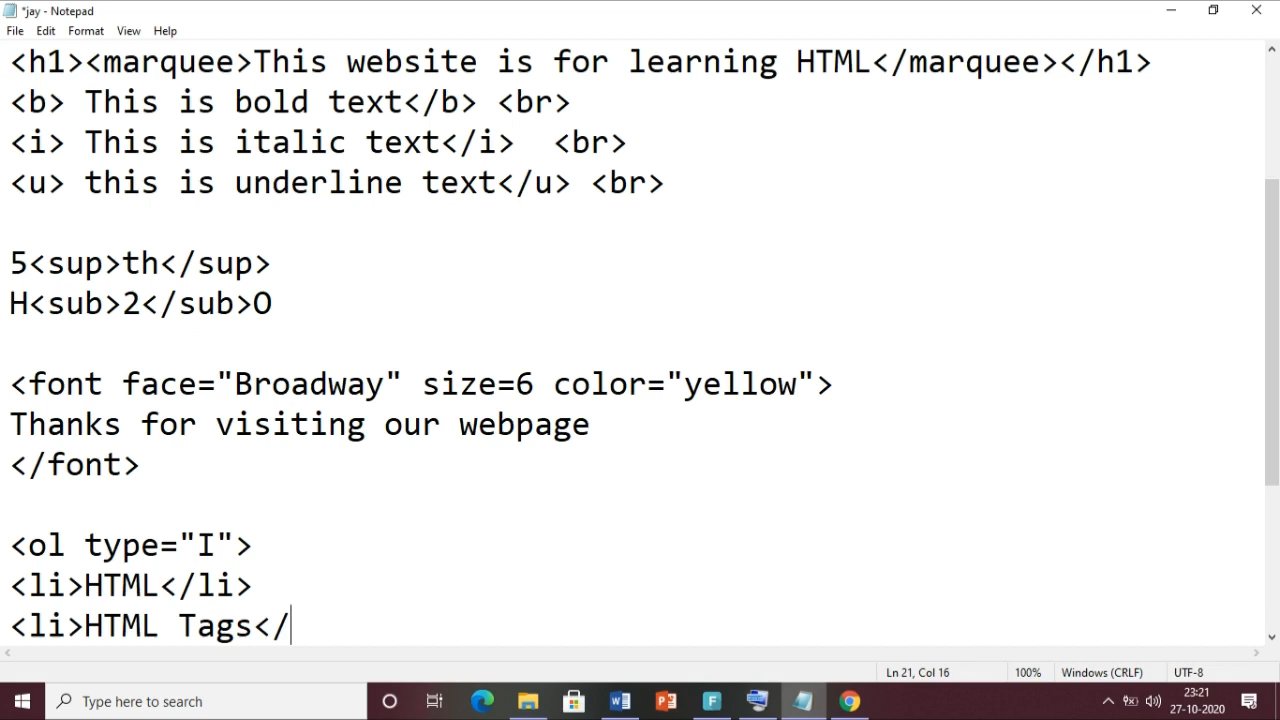 *jay - Notepad
File Edit Format View Help
<h1><marquee>This website is for learning HTML</marquee></h1>
<b> This is bold text</b> <br>
<i> This is italic text</i>  <br>
<u> this is underline text</u> <br>
5<sup>th</sup>
H<sub>2</sub>O
<font face="Broadway" size=6 color="yellow">
Thanks for visiting our webpage
</font>
<ol type="I">
<li>HTML</li>
<li>HTML Tags</
Ln 21, Col 16 100% Windows (CRLF) UTF-8
Type here to search
23:21
27-10-2020